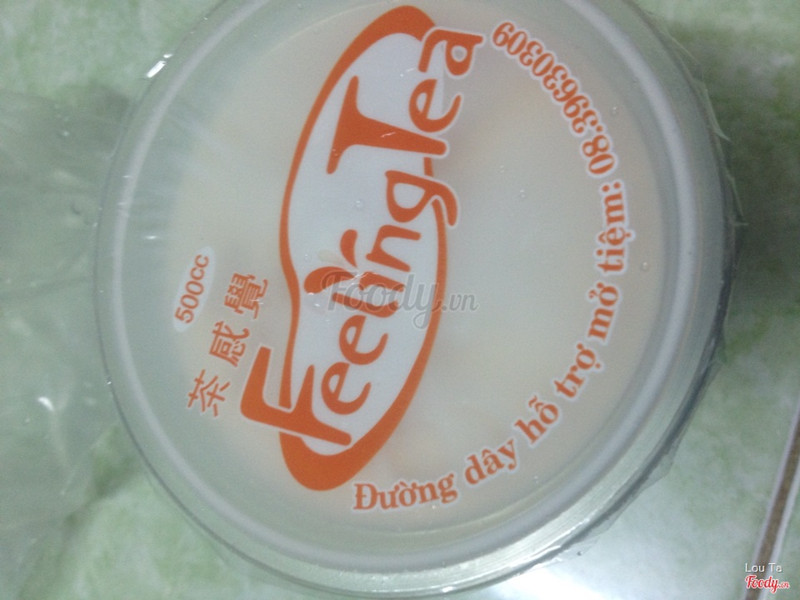 500cc
茶感覺
Feeling Tea
Đường dây hỗ trợ mở tiệm: 08.39630309
Foody.vn
Lou Ta
Foody.vn